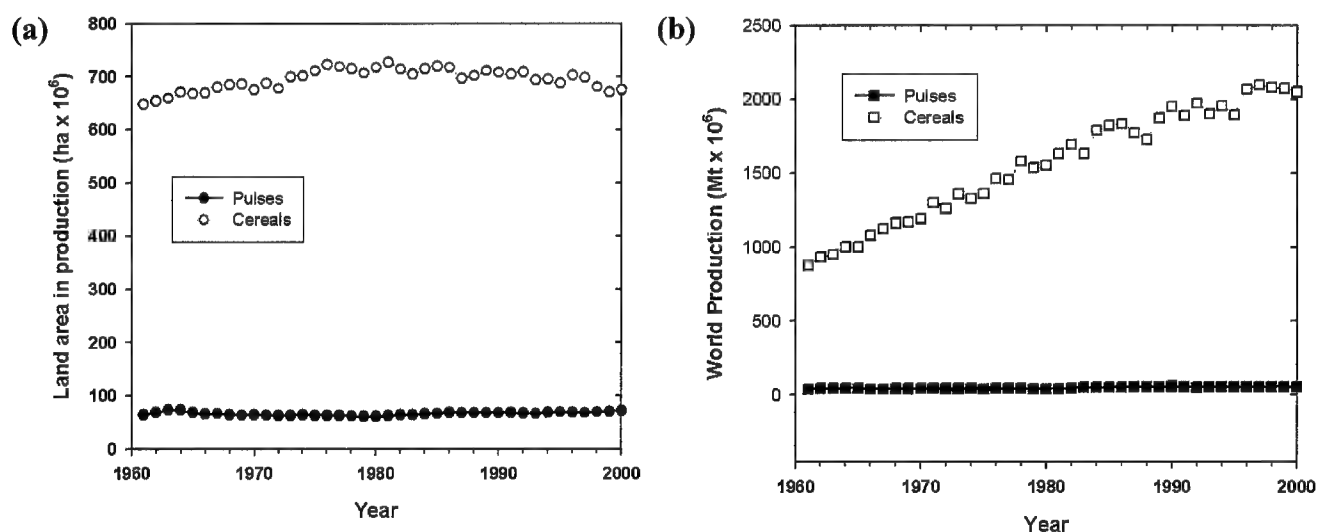 (a)
800
700
600
500
400
300
200
100
0
Land area in production (ha x 10⁶)
Pulses
Cereals
1960
1970
1980
1990
2000
Year
(b)
2500
2000
1500
1000
500
0
World Production (Mt x 10⁶)
Pulses
Cereals
1960
1970
1980
1990
2000
Year